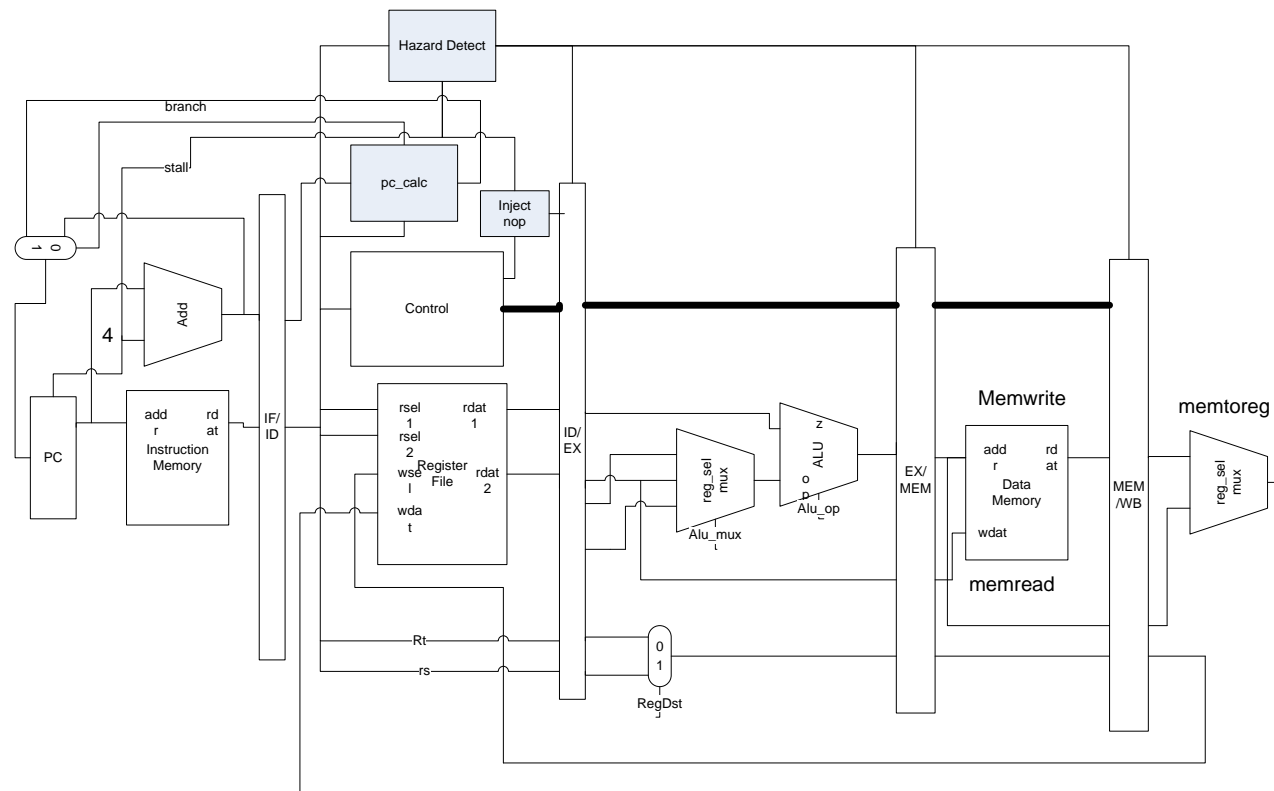 Hazard Detect
branch
stall
pc_calc
Inject
nop
0
1
Add
4
Control
PC
add
r
rd
at
Instruction
Memory
IF/
ID
rsel
1
rsel
2
wse
l
wda
t
rdat
1
rdat
2
Register
File
ID/
EX
reg_sel
mux
Alu_mux
z
ALU
o
p
Alu_op
EX/
MEM
Memwrite
add
r
rd
at
Data
Memory
wdat
memread
MEM
/WB
memtoreg
reg_sel
mux
Rt
rs
0
1
RegDst